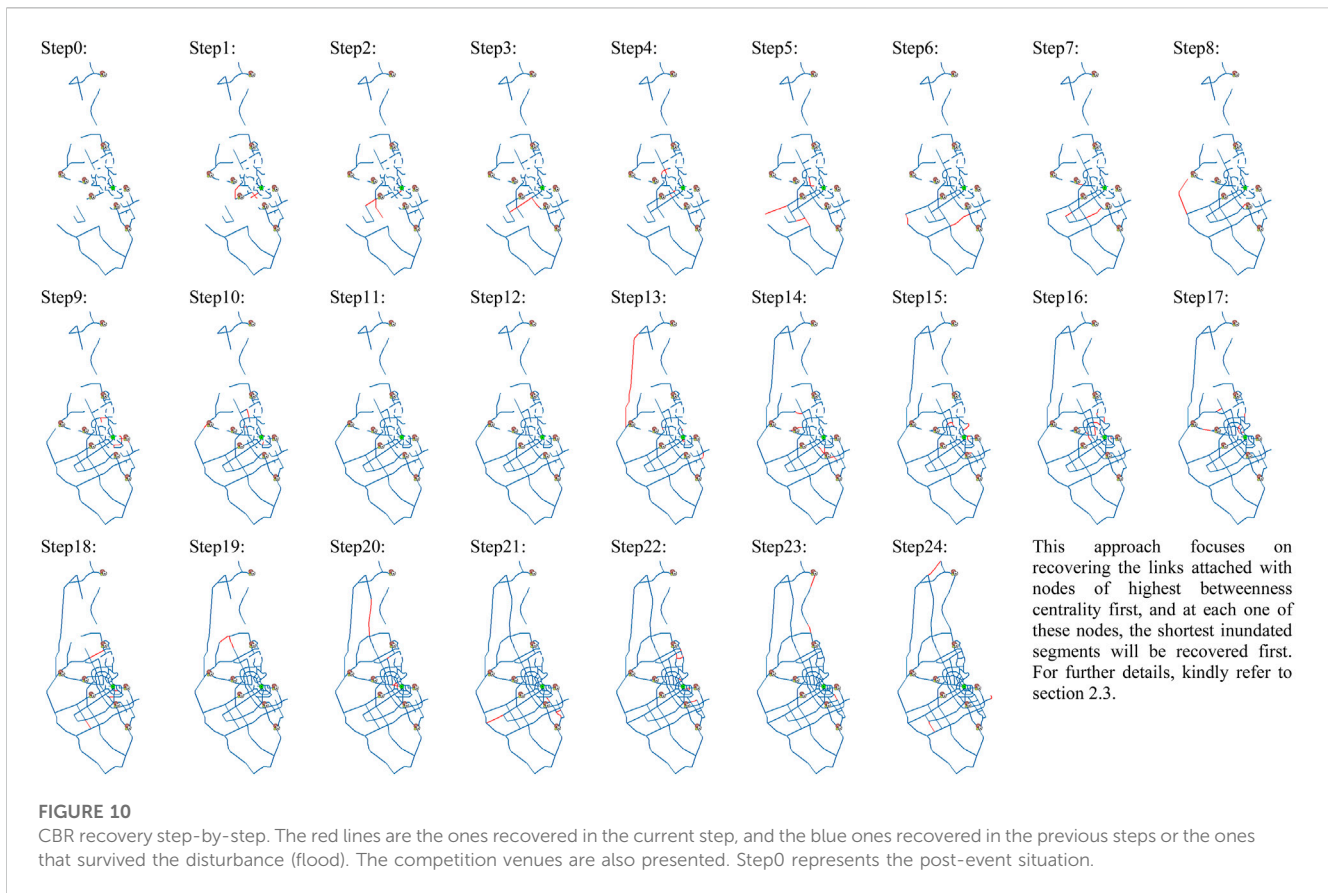 Step0:
Step1:
Step2:
Step3:
Step4:
Step5:
Step6:
Step7:
Step8:
Step9:
Step10:
Step11:
Step12:
Step13:
Step14:
Step15:
Step16:
Step17:
Step18:
Step19:
Step20:
Step21:
Step22:
Step23:
Step24:
This approach focuses on
recovering the links attached with
nodes of highest betweenness
centrality first, and at each one of
these nodes, the shortest inundated
segments will be recovered first.
For further details, kindly refer to
section 2.3.
FIGURE 10
CBR recovery step-by-step. The red lines are the ones recovered in the current step, and the blue ones recovered in the previous steps or the ones
that survived the disturbance (flood). The competition venues are also presented. Step0 represents the post-event situation.